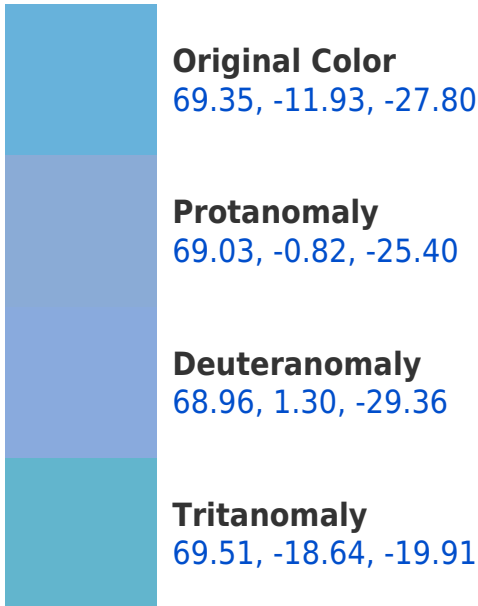 Original Color
69.35, -11.93, -27.80
Protanomaly
69.03, -0.82, -25.40
Deuteranomaly
68.96, 1.30, -29.36
Tritanomaly
69.51, -18.64, -19.91